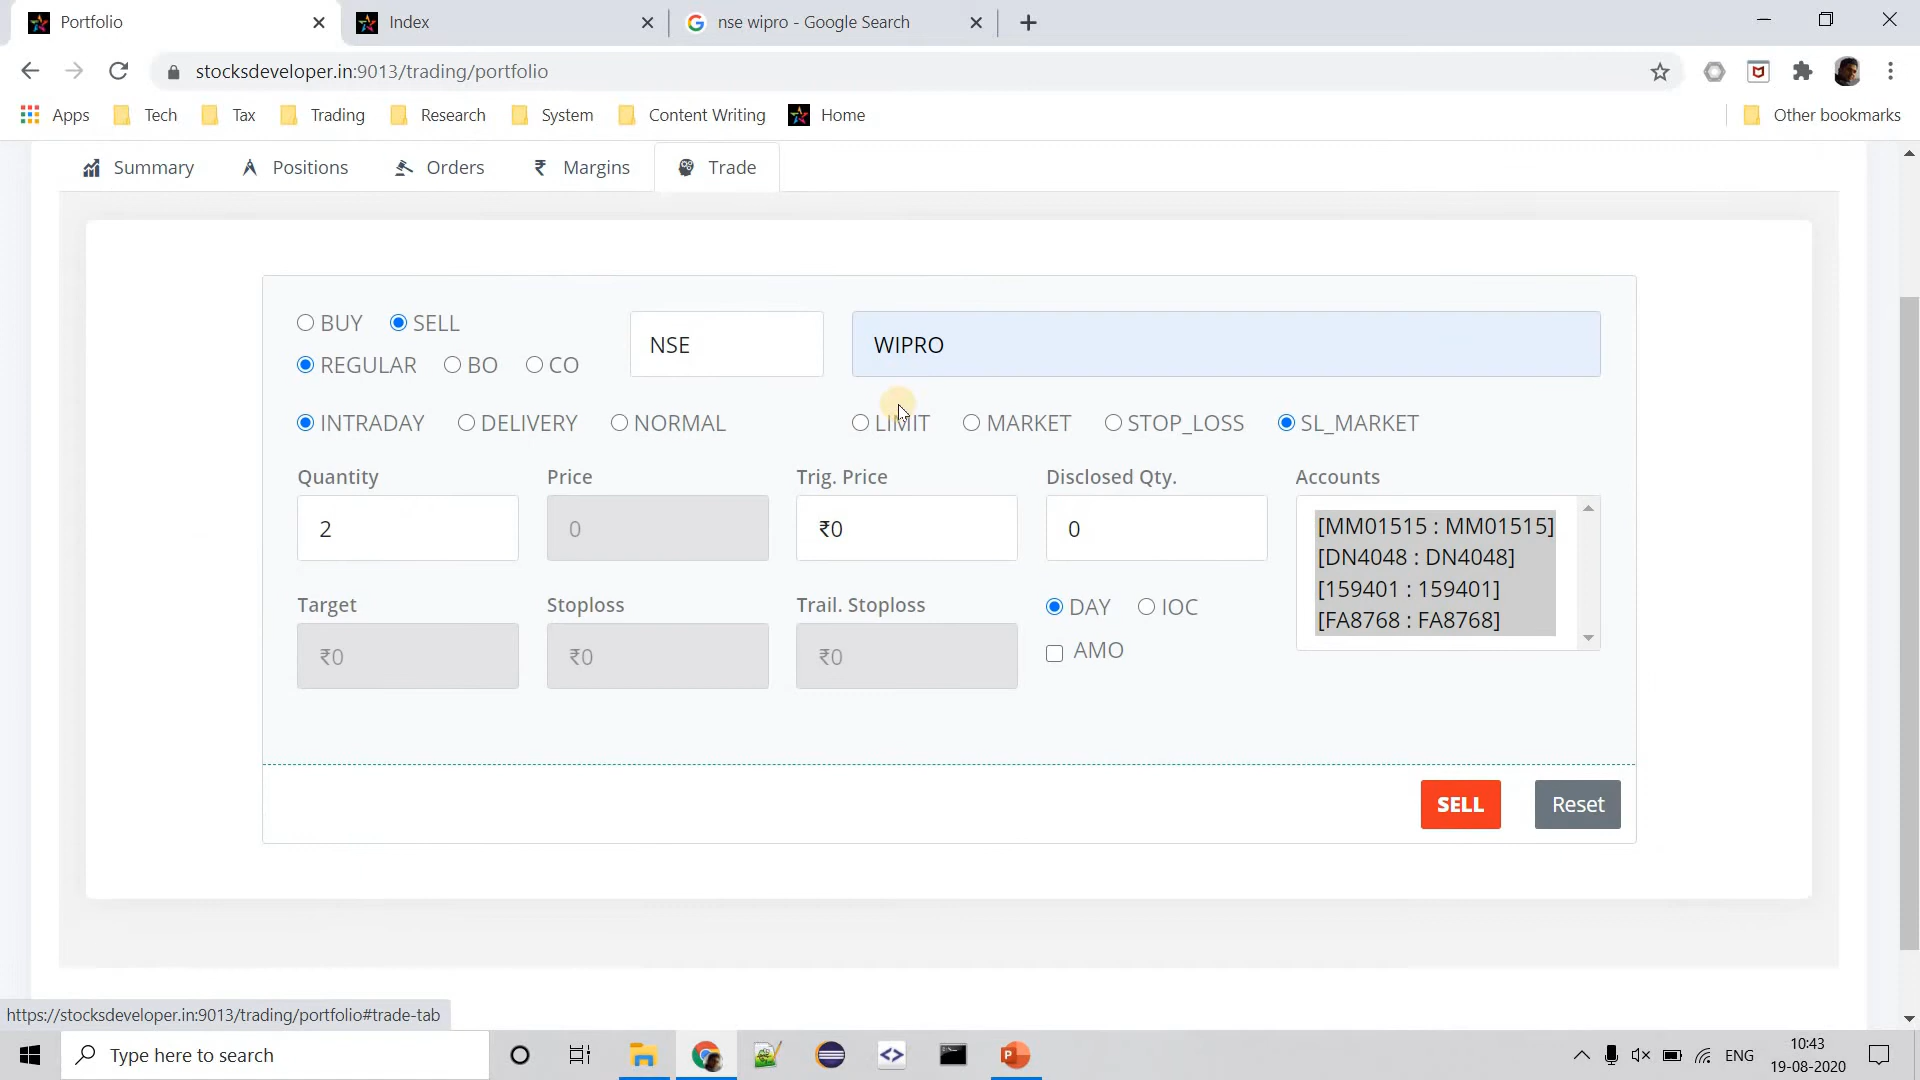 Portfolio
Index
nse wipro - Google Search
stocksdeveloper.in:9013/trading/portfolio
Apps
Tech
Tax
Trading
Research
System
Content Writing
Home
Other bookmarks
Summary
Positions
Orders
₹ Margins
Trade
BUY SELL
NSE
WIPRO
REGULAR BO CO
INTRADAY DELIVERY NORMAL
LIMIT MARKET STOP_LOSS SL_MARKET
Quantity
Price
Trig. Price
Disclosed Qty.
Accounts
2
0
₹0
0
[MM01515 : MM01515]
[DN4048 : DN4048]
[159401 : 159401]
[FA8768 : FA8768]
Target
Stoploss
Trail. Stoploss
DAY IOC
₹0
₹0
₹0
AMO
SELL
Reset
https://stocksdeveloper.in:9013/trading/portfolio#trade-tab
Type here to search
ENG
10:43
19-08-2020